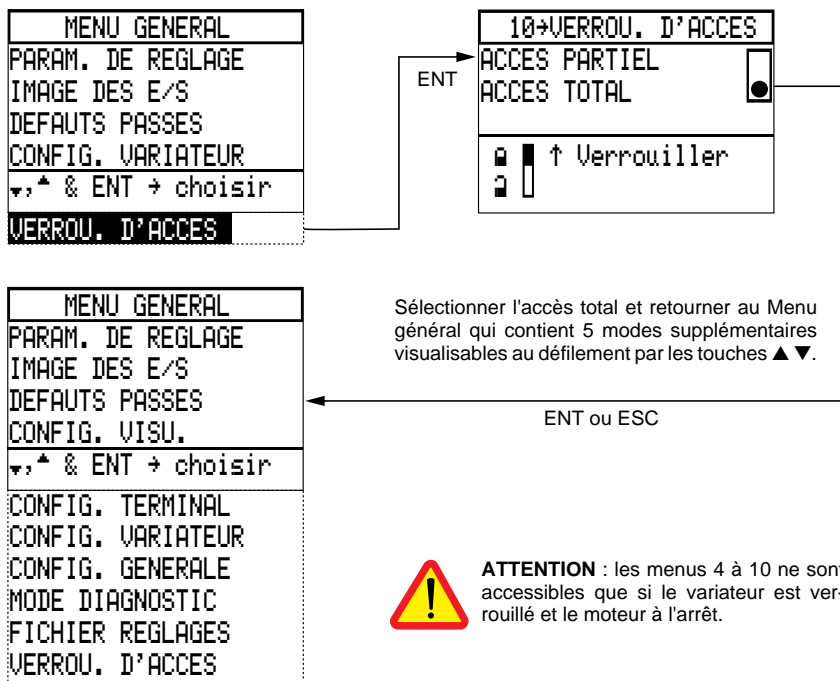 MENU GENERAL
PARAM. DE REGLAGE
IMAGE DES E/S
DEFAUTS PASSES
CONFIG. VARIATEUR
▼,▲ & ENT → choisir
VERROU. D'ACCES
ENT
10→VERROU. D'ACCES
ACCES PARTIEL
ACCES TOTAL
↑ Verrouiller
MENU GENERAL
PARAM. DE REGLAGE
IMAGE DES E/S
DEFAUTS PASSES
CONFIG. VISU.
▼,▲ & ENT → choisir
CONFIG. TERMINAL
CONFIG. VARIATEUR
CONFIG. GENERALE
MODE DIAGNOSTIC
FICHIER REGLAGES
VERROU. D'ACCES
Sélectionner l'accès total et retourner au Menu
général qui contient 5 modes supplémentaires
visualisables au défilement par les touches ▲ ▼.
ENT ou ESC
ATTENTION : les menus 4 à 10 ne sont
accessibles que si le variateur est ver-
rouillé et le moteur à l'arrêt.